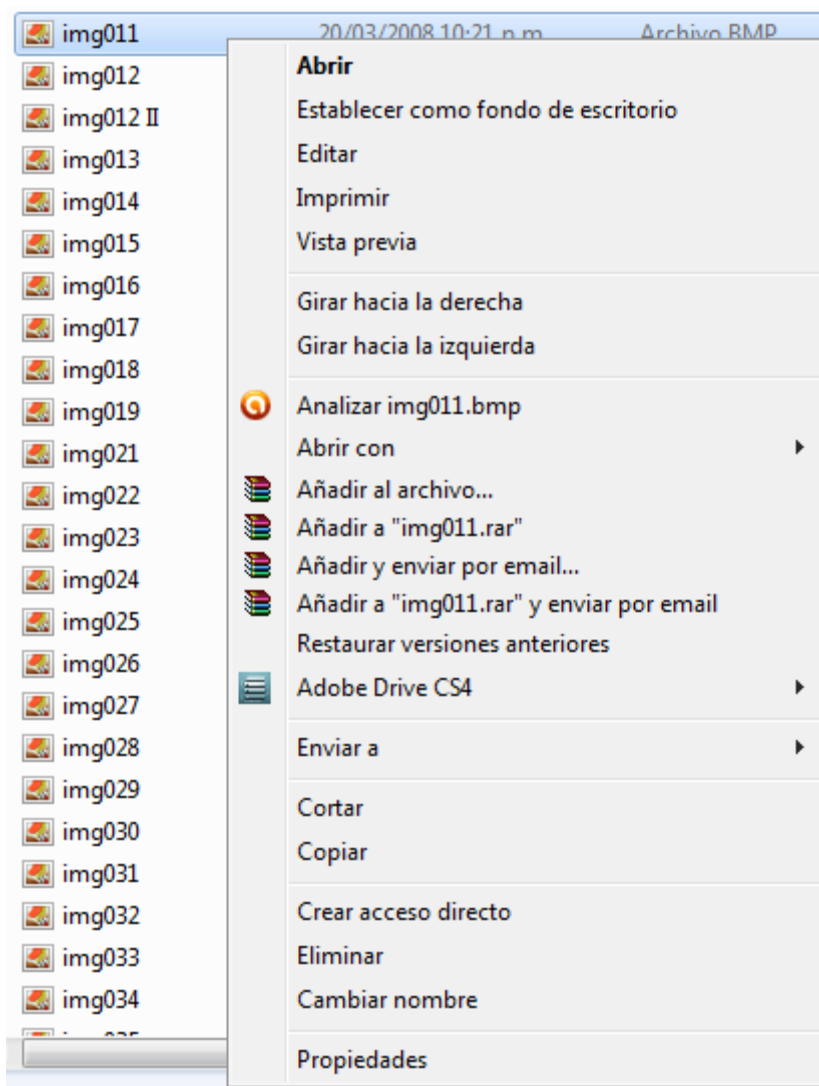 img011 20/03/2008 10:21 p.m. Archivo BMP
img012
img012 II
img013
img014
img015
img016
img017
img018
img019
img021
img022
img023
img024
img025
img026
img027
img028
img029
img030
img031
img032
img033
img034
Abrir
Establecer como fondo de escritorio
Editar
Imprimir
Vista previa
Girar hacia la derecha
Girar hacia la izquierda
Analizar img011.bmp
Abrir con
Añadir al archivo...
Añadir a "img011.rar"
Añadir y enviar por email...
Añadir a "img011.rar" y enviar por email
Restaurar versiones anteriores
Adobe Drive CS4
Enviar a
Cortar
Copiar
Crear acceso directo
Eliminar
Cambiar nombre
Propiedades